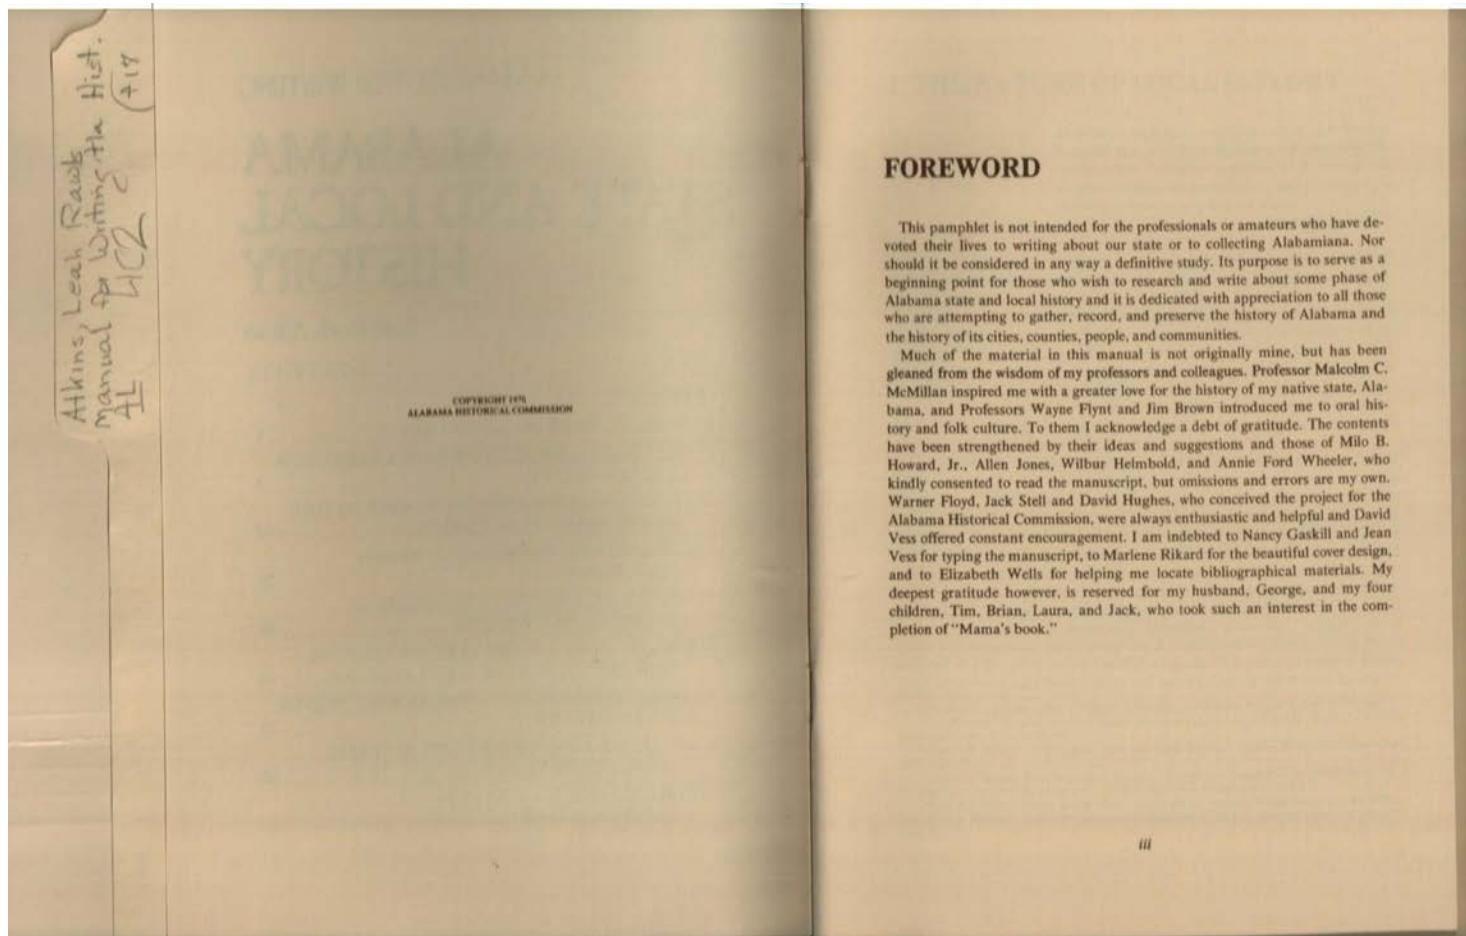 Atkins, Leah Rawls
Manual for Writing Ala Hist.
AL HC2
COPYRIGHT 1976
ALABAMA HISTORICAL COMMISSION
FOREWORD
This pamphlet is not intended for the professionals or amateurs who have de-
voted their lives to writing about our state or to collecting Alabamiana. Nor
should it be considered in any way a definitive study. Its purpose is to serve as a
beginning point for those who wish to research and write about some phase of
Alabama state and local history and it is dedicated with appreciation to all those
who are attempting to gather, record, and preserve the history of Alabama and
the history of its cities, counties, people, and communities.
Much of the material in this manual is not originally mine, but has been
gleaned from the wisdom of my professors and colleagues. Professor Malcolm C.
McMillan inspired me with a greater love for the history of my native state, Ala-
bama, and Professors Wayne Flynt and Jim Brown introduced me to oral his-
tory and folk culture. To them I acknowledge a debt of gratitude. The contents
have been strengthened by their ideas and suggestions and those of Milo B.
Howard, Jr., Allen Jones, Wilbur Helmbold, and Annie Ford Wheeler, who
kindly consented to read the manuscript, but omissions and errors are my own.
Warner Floyd, Jack Stell and David Hughes, who conceived the project for the
Alabama Historical Commission, were always enthusiastic and helpful and David
Vess offered constant encouragement. I am indebted to Nancy Gaskill and Jean
Vess for typing the manuscript, to Marlene Rikard for the beautiful cover design,
and to Elizabeth Wells for helping me locate bibliographical materials. My
deepest gratitude however, is reserved for my husband, George, and my four
children, Tim, Brian, Laura, and Jack, who took such an interest in the com-
pletion of "Mama's book."
iii